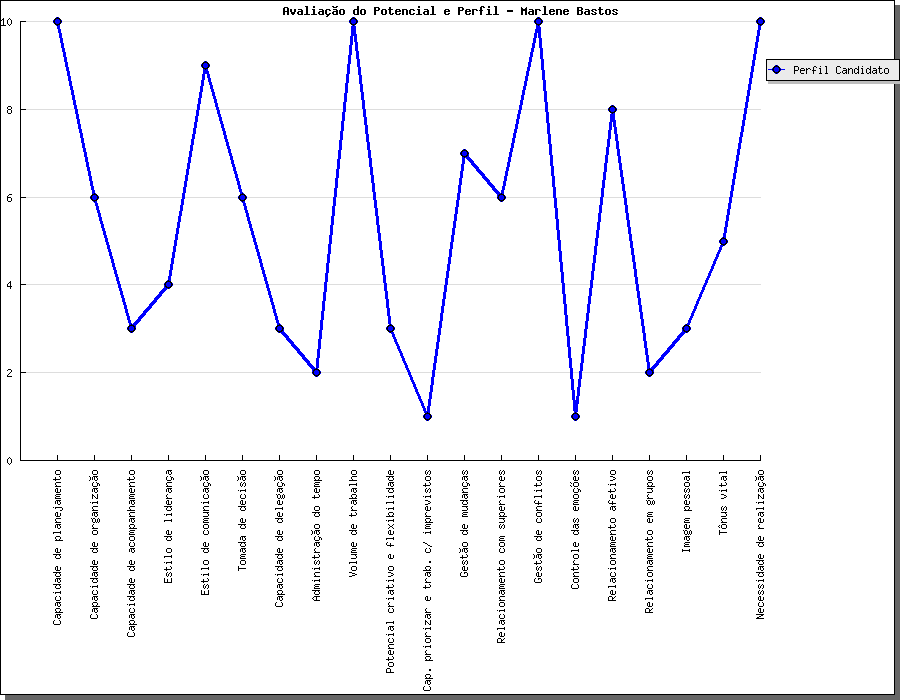 Avaliação do Potencial e Perfil - Marlene Bastos
Perfil Candidato
10
8
6
4
2
0
Capacidade de planejamento
Capacidade de organização
Capacidade de acompanhamento
Estilo de liderança
Estilo de comunicação
Tomada de decisão
Capacidade de delegação
Administração do tempo
Volume de trabalho
Potencial criativo e flexibilidade
Cap. priorizar e trab. c/ imprevistos
Gestão de mudanças
Relacionamento com superiores
Gestão de conflitos
Controle das emoções
Relacionamento afetivo
Relacionamento em grupos
Imagem pessoal
Tônus vital
Necessidade de realização